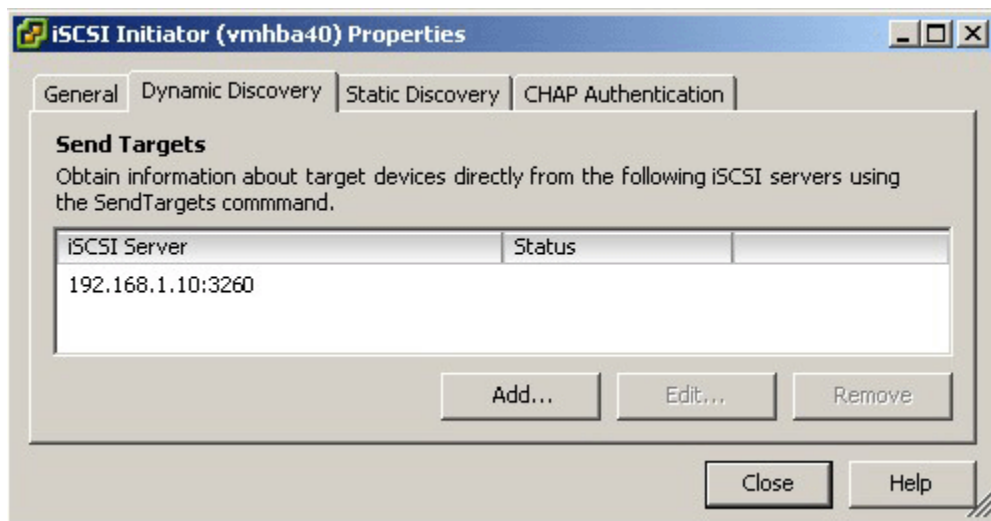 iSCSI Initiator (vmhba40) Properties
General Dynamic Discovery Static Discovery CHAP Authentication
Send Targets
Obtain information about target devices directly from the following iSCSI servers using
the SendTargets commmand.
iSCSI Server Status
192.168.1.10:3260
Add... Edit... Remove
Close Help